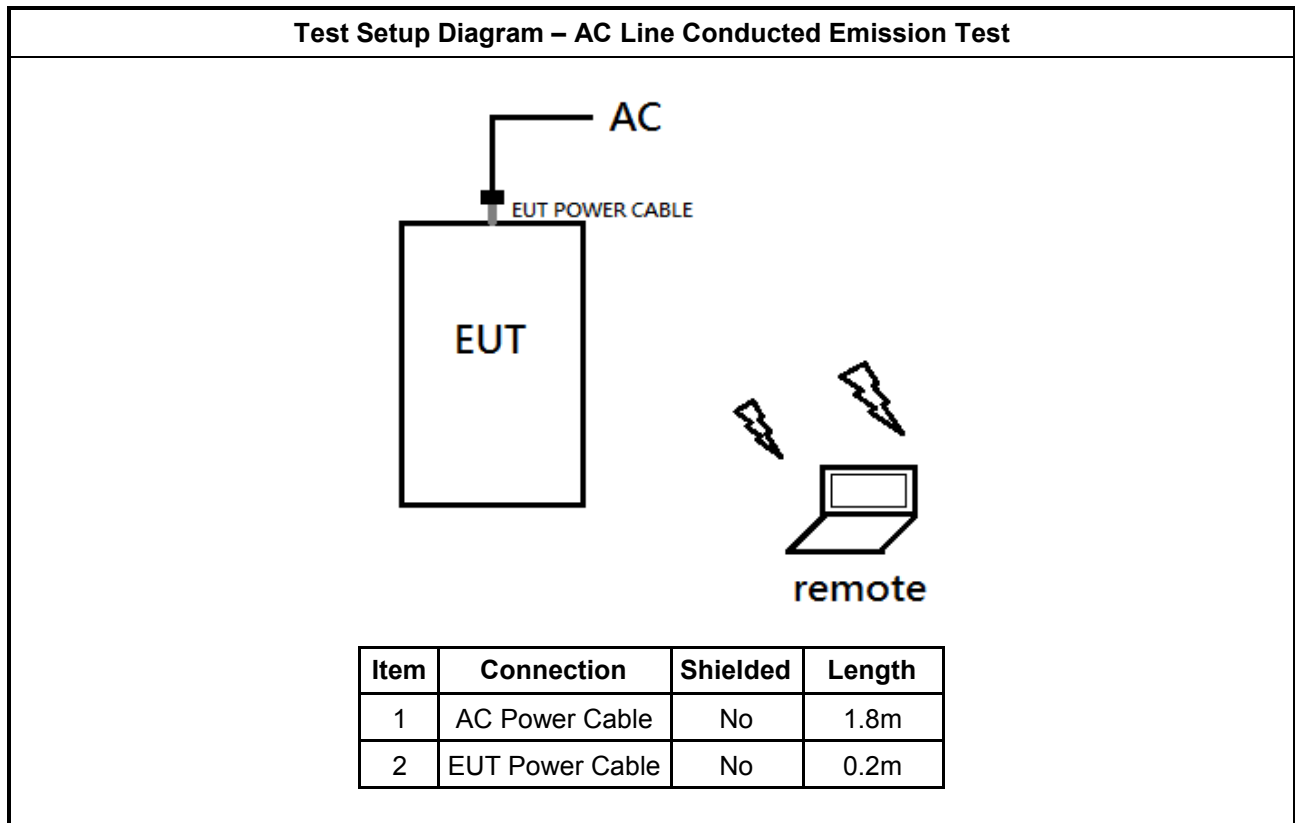 Test Setup Diagram – AC Line Conducted Emission Test
AC
EUT POWER CABLE
EUT
remote
Item Connection Shielded Length
1 AC Power Cable No 1.8m
2 EUT Power Cable No 0.2m